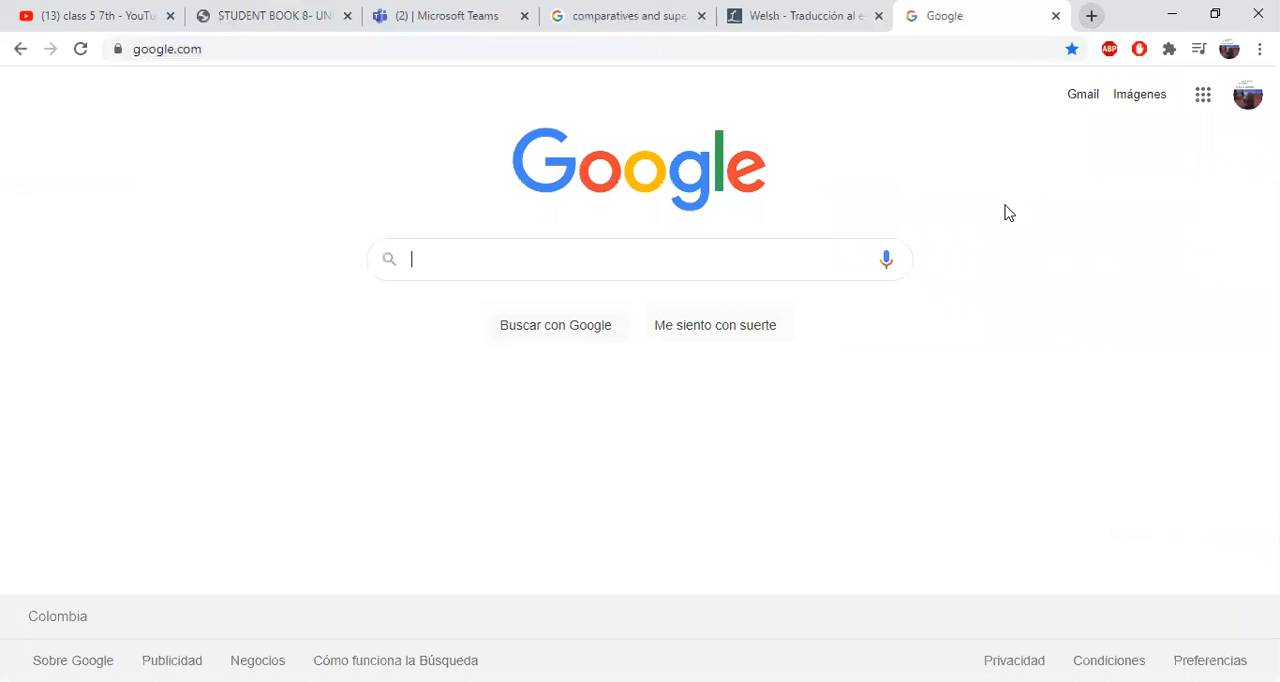 (13) class 5 7th - YouTu
STUDENT BOOK 8- UNI
(2) | Microsoft Teams
comparatives and supe
Welsh - Traducción al e
Google
google.com
ABP
Gmail
Imágenes
Google
Buscar con Google
Me siento con suerte
Colombia
Sobre Google
Publicidad
Negocios
Cómo funciona la Búsqueda
Privacidad
Condiciones
Preferencias